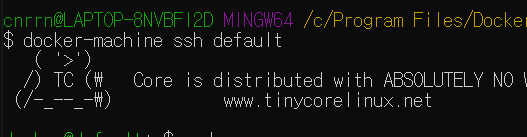 cnrrn@LAPTOP-8NVBFI2D MINGW64 /c/Program Files/Docker
$ docker-machine ssh default
( '>')
/) TC (₩ Core is distributed with ABSOLUTELY NO
(/-_--_-₩) www.tinycorelinux.net